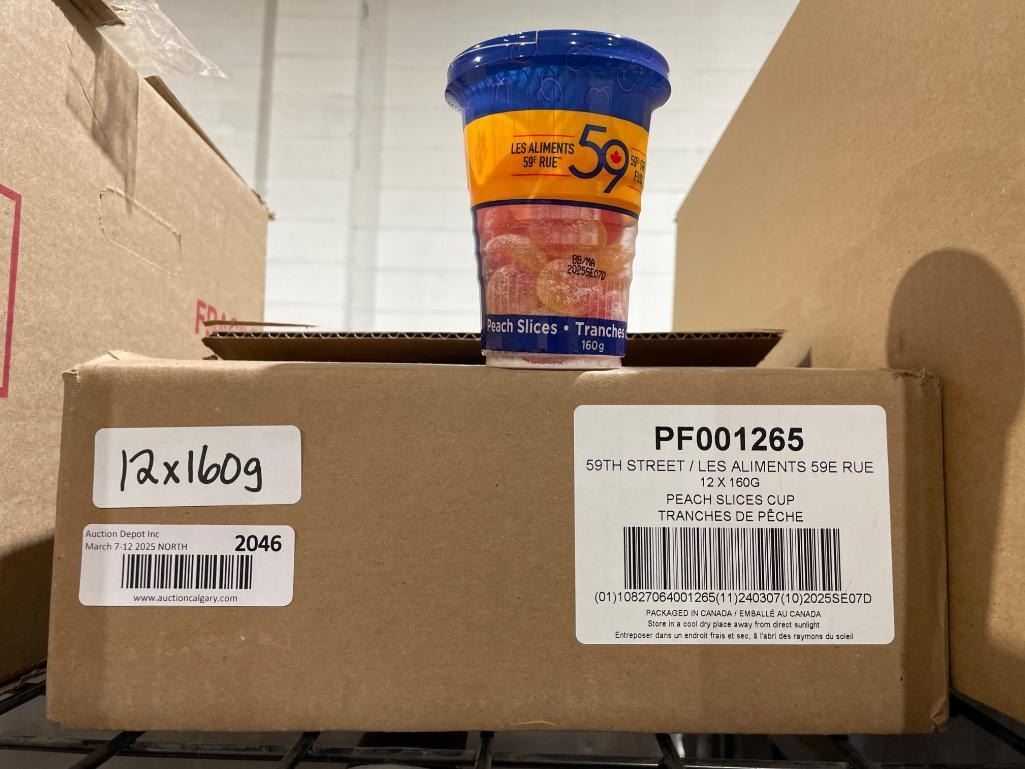 LES ALIMENTS
59E RUE™
59
BB/MA
2025SE07D
Peach Slices • Tranches
160g
12x160g
Auction Depot Inc
March 7-12 2025 NORTH
2046
www.auctioncalgary.com
PF001265
59TH STREET / LES ALIMENTS 59E RUE
12 X 160G
PEACH SLICES CUP
TRANCHES DE PÊCHE
(01)10827064001265(11)240307(10)2025SE07D
PACKAGED IN CANADA / EMBALLÉ AU CANADA
Store in a cool dry place away from direct sunlight
Entreposer dans un endroit frais et sec, à l'abri des rayons du soleil